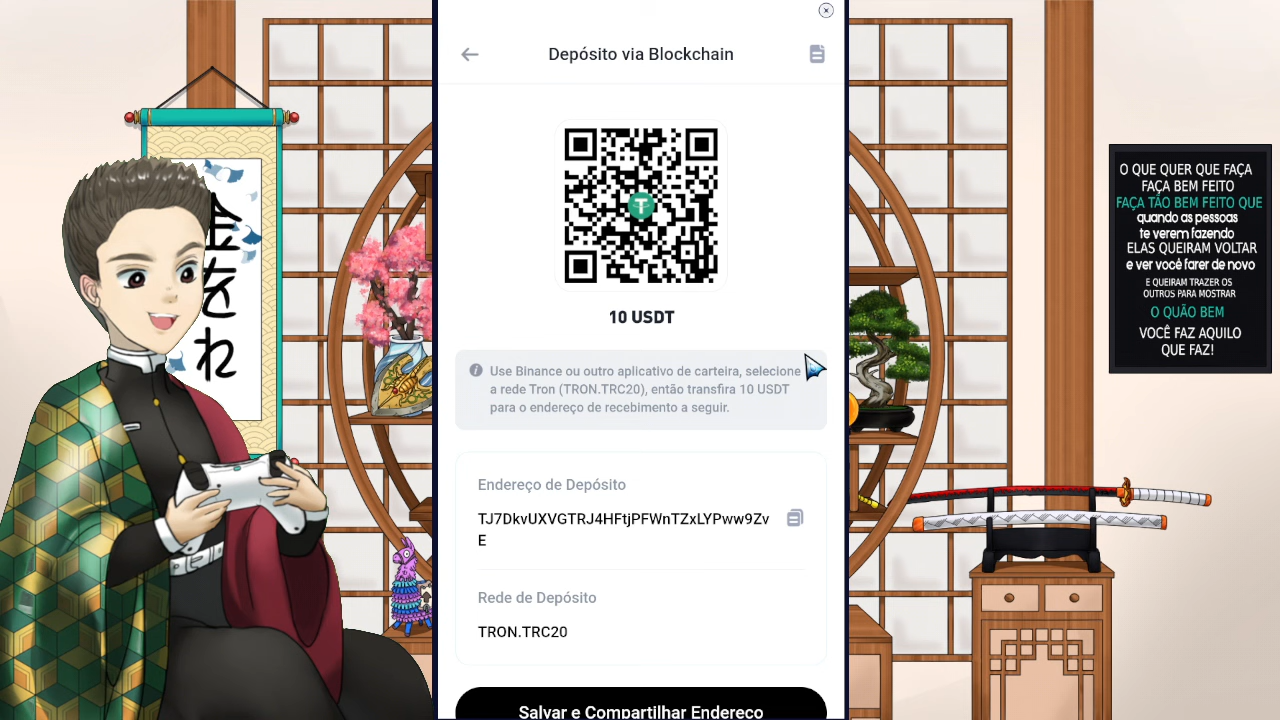 Depósito via Blockchain
10 USDT
Use Binance ou outro aplicativo de carteira, selecione
a rede Tron (TRON.TRC20), então transfira 10 USDT
para o endereço de recebimento a seguir.
Endereço de Depósito
TJ7DkvUXVGTRJ4HFtjPFWnTZxLYPww9Zv
E
Rede de Depósito
TRON.TRC20
Salvar e Compartilhar Endereço
O QUE QUER QUE FAÇA
FAÇA BEM FEITO
FAÇA TÃO BEM FEITO QUE
quando as pessoas
te verem fazendo
ELAS QUEIRAM VOLTAR
e ver você farer de novo
E QUEIRAM TRAZER OS
OUTROS PARA MOSTRAR
O QUÃO BEM
VOCÊ FAZ AQUILO
QUE FAZ!